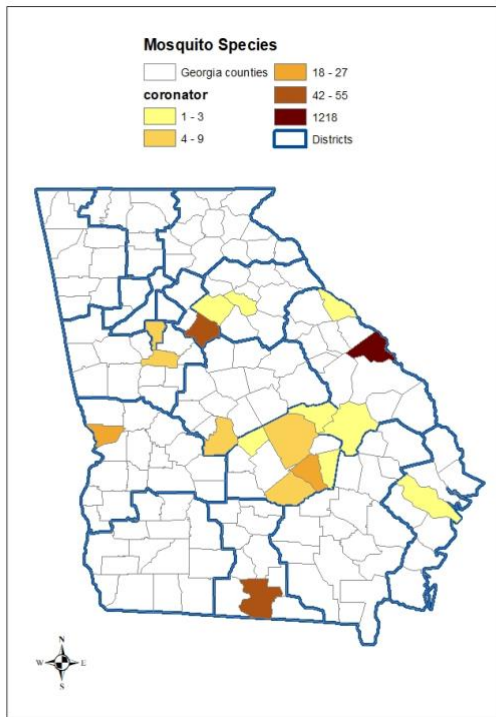 Mosquito Species
Georgia counties
coronator
1 - 3
4 - 9
18 - 27
42 - 55
1218
Districts
N
W E
S